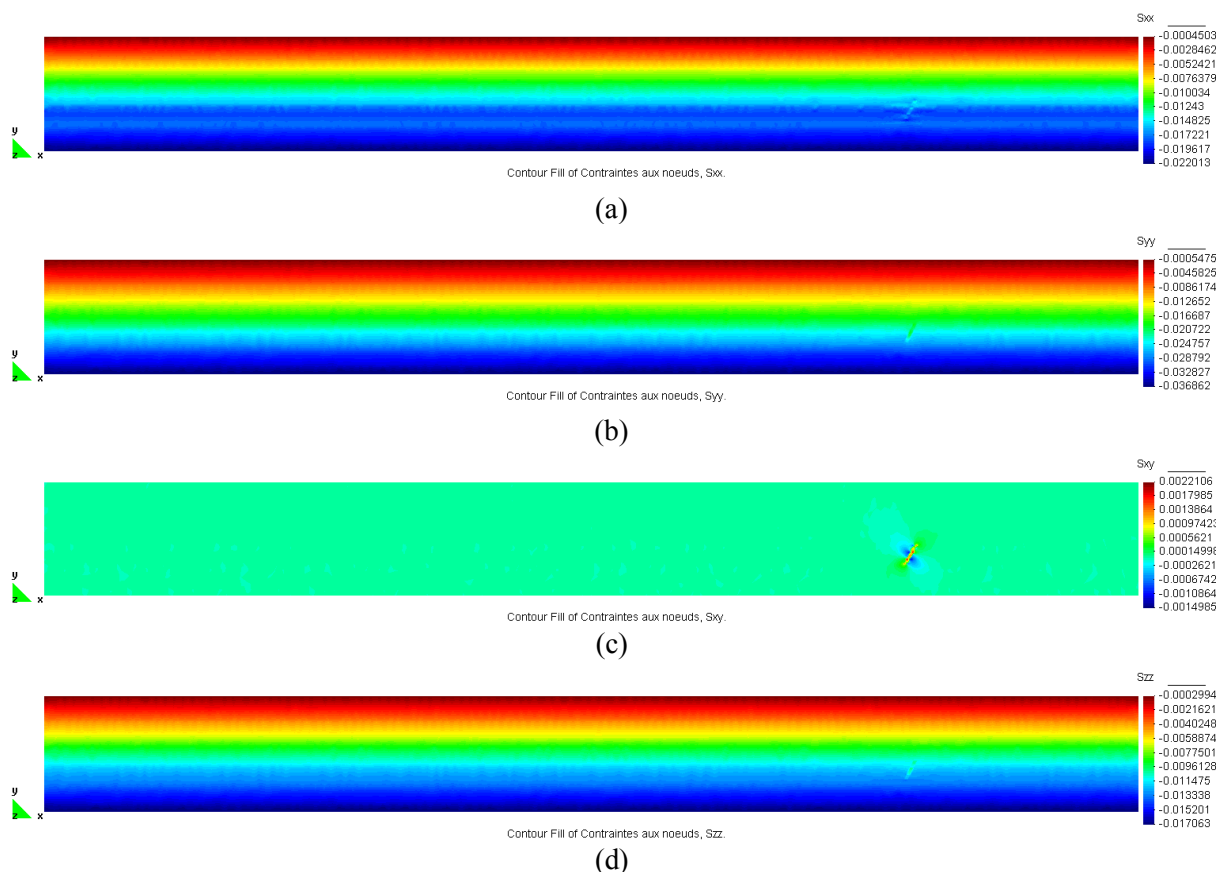 Sxx
-0.0004503
-0.0028462
-0.0052421
-0.0076379
-0.010034
-0.01243
-0.014825
-0.017221
-0.019617
-0.022013
y
z x
Contour Fill of Contraintes aux noeuds, Sxx.
(a)
Syy
-0.0005475
-0.0045825
-0.0086174
-0.012652
-0.016687
-0.020722
-0.024757
-0.028792
-0.032827
-0.036862
y
z x
Contour Fill of Contraintes aux noeuds, Syy.
(b)
Sxy
0.0022106
0.0017985
0.0013864
0.00097423
0.0005621
0.00014998
-0.0002621
-0.0006742
-0.0010864
-0.0014985
y
z x
Contour Fill of Contraintes aux noeuds, Sxy.
(c)
Szz
-0.0002994
-0.0021621
-0.0040248
-0.0058874
-0.0077501
-0.0096128
-0.011475
-0.013338
-0.015201
-0.017063
y
z x
Contour Fill of Contraintes aux noeuds, Szz.
(d)